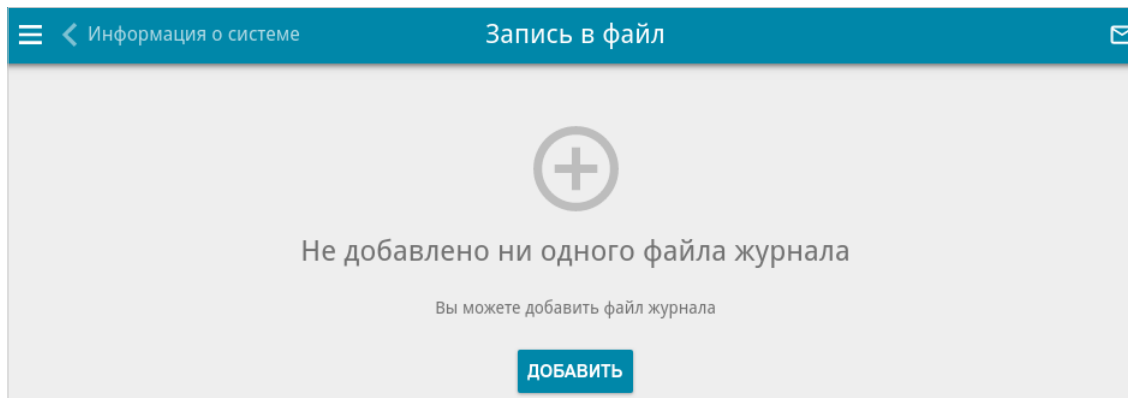 Информация о системе
Запись в файл
Не добавлено ни одного файла журнала
Вы можете добавить файл журнала
ДОБАВИТЬ